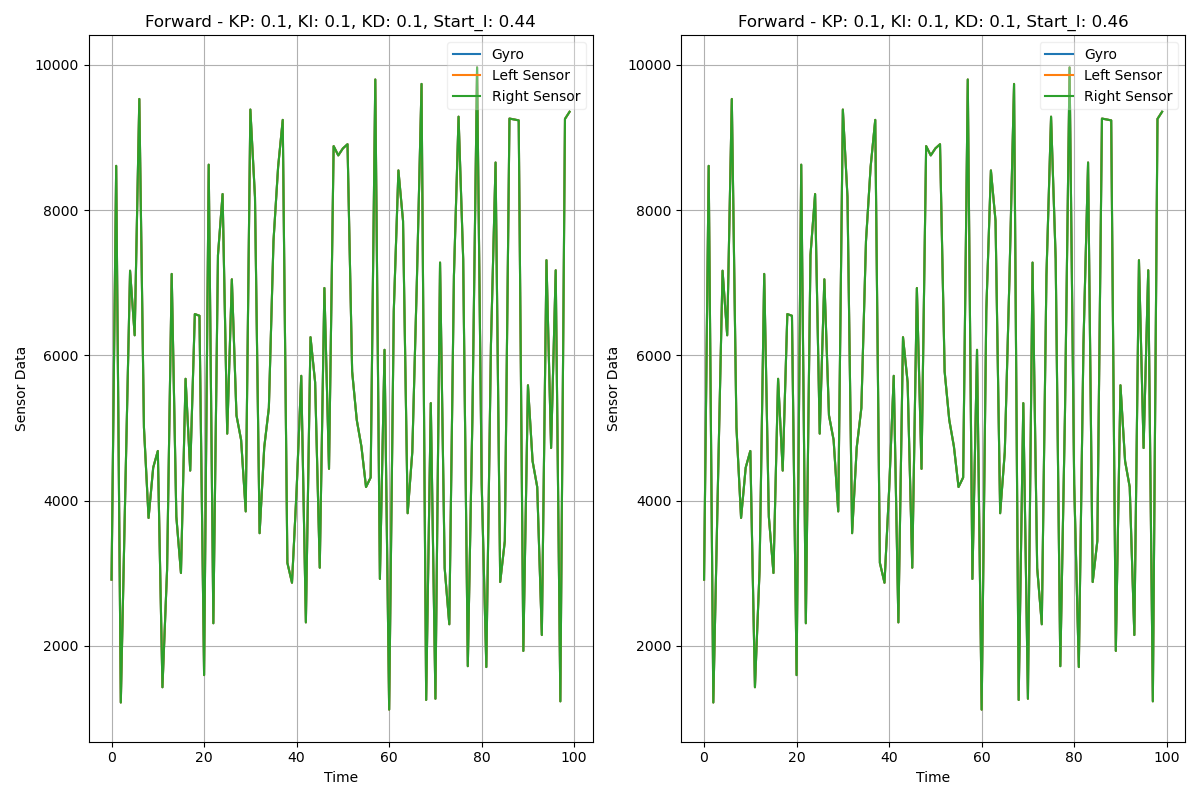 Forward - KP: 0.1, KI: 0.1, KD: 0.1, Start_I: 0.44
Gyro
Left Sensor
Right Sensor
10000
8000
6000
4000
2000
Sensor Data
0 20 40 60 80 100
Time
Forward - KP: 0.1, KI: 0.1, KD: 0.1, Start_I: 0.46
Gyro
Left Sensor
Right Sensor
10000
8000
6000
4000
2000
Sensor Data
0 20 40 60 80 100
Time